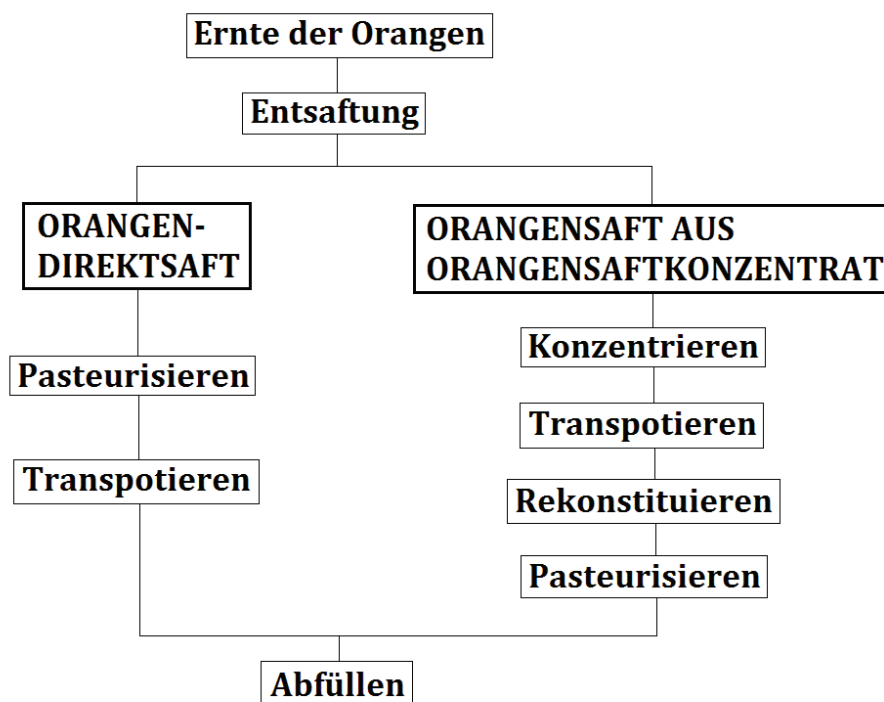 Ernte der Orangen
Entsaftung
ORANGEN-
DIREKTSAFT
Pasteurisieren
Transpotieren
ORANGENSAFT AUS
ORANGENSAFTKONZENTRAT
Konzentrieren
Transpotieren
Rekonstituieren
Pasteurisieren
Abfüllen